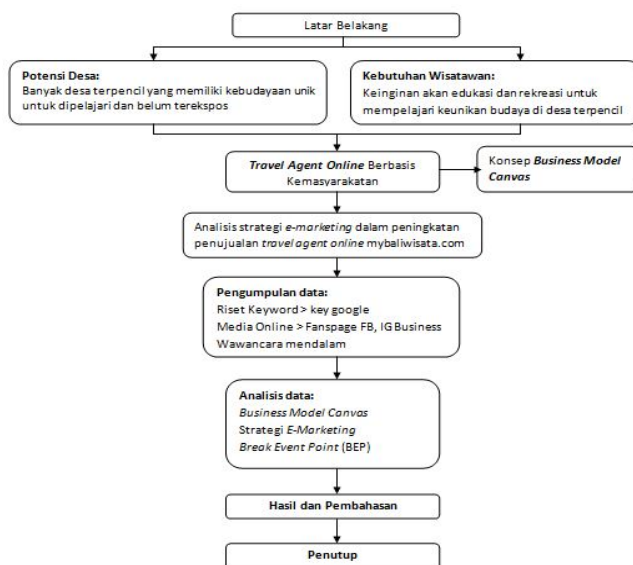 Latar Belakang
Potensi Desa:
Banyak desa terpencil yang memiliki kebudayaan unik
untuk dipelajari dan belum terekspos
Kebutuhan Wisatawan:
Keinginan akan edukasi dan rekreasi untuk
mempelajari keunikan budaya di desa terpencil
Travel Agent Online Berbasis
Kemasyarakatan
Konsep Business Model
Canvas
Analisis strategi e-marketing dalam peningkatan
penujualan travel agent online mybaliwisata.com
Pengumpulan data:
Riset Keyword > key google
Media Online > Fanspage FB, IG Business
Wawancara mendalam
Analisis data:
Business Model Canvas
Strategi E-Marketing
Break Event Point (BEP)
Hasil dan Pembahasan
Penutup